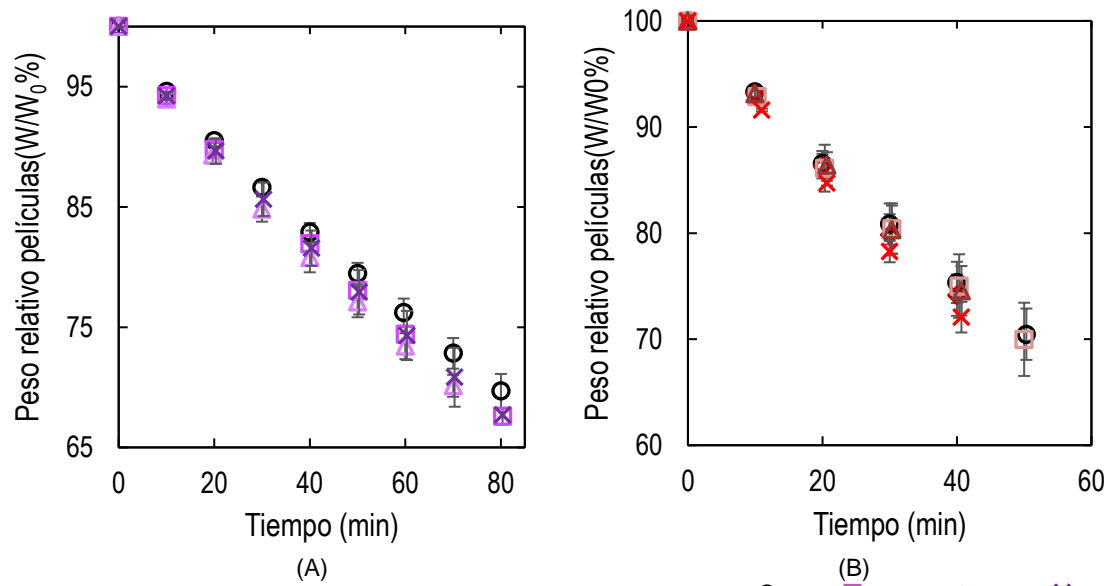 Peso relativo películas(W/W₀%)
95
85
75
65
0 20 40 60 80
Tiempo (min)
(A)
Peso relativo películas(W/W0%)
100
90
80
70
60
0 20 40 60
Tiempo (min)
(B)